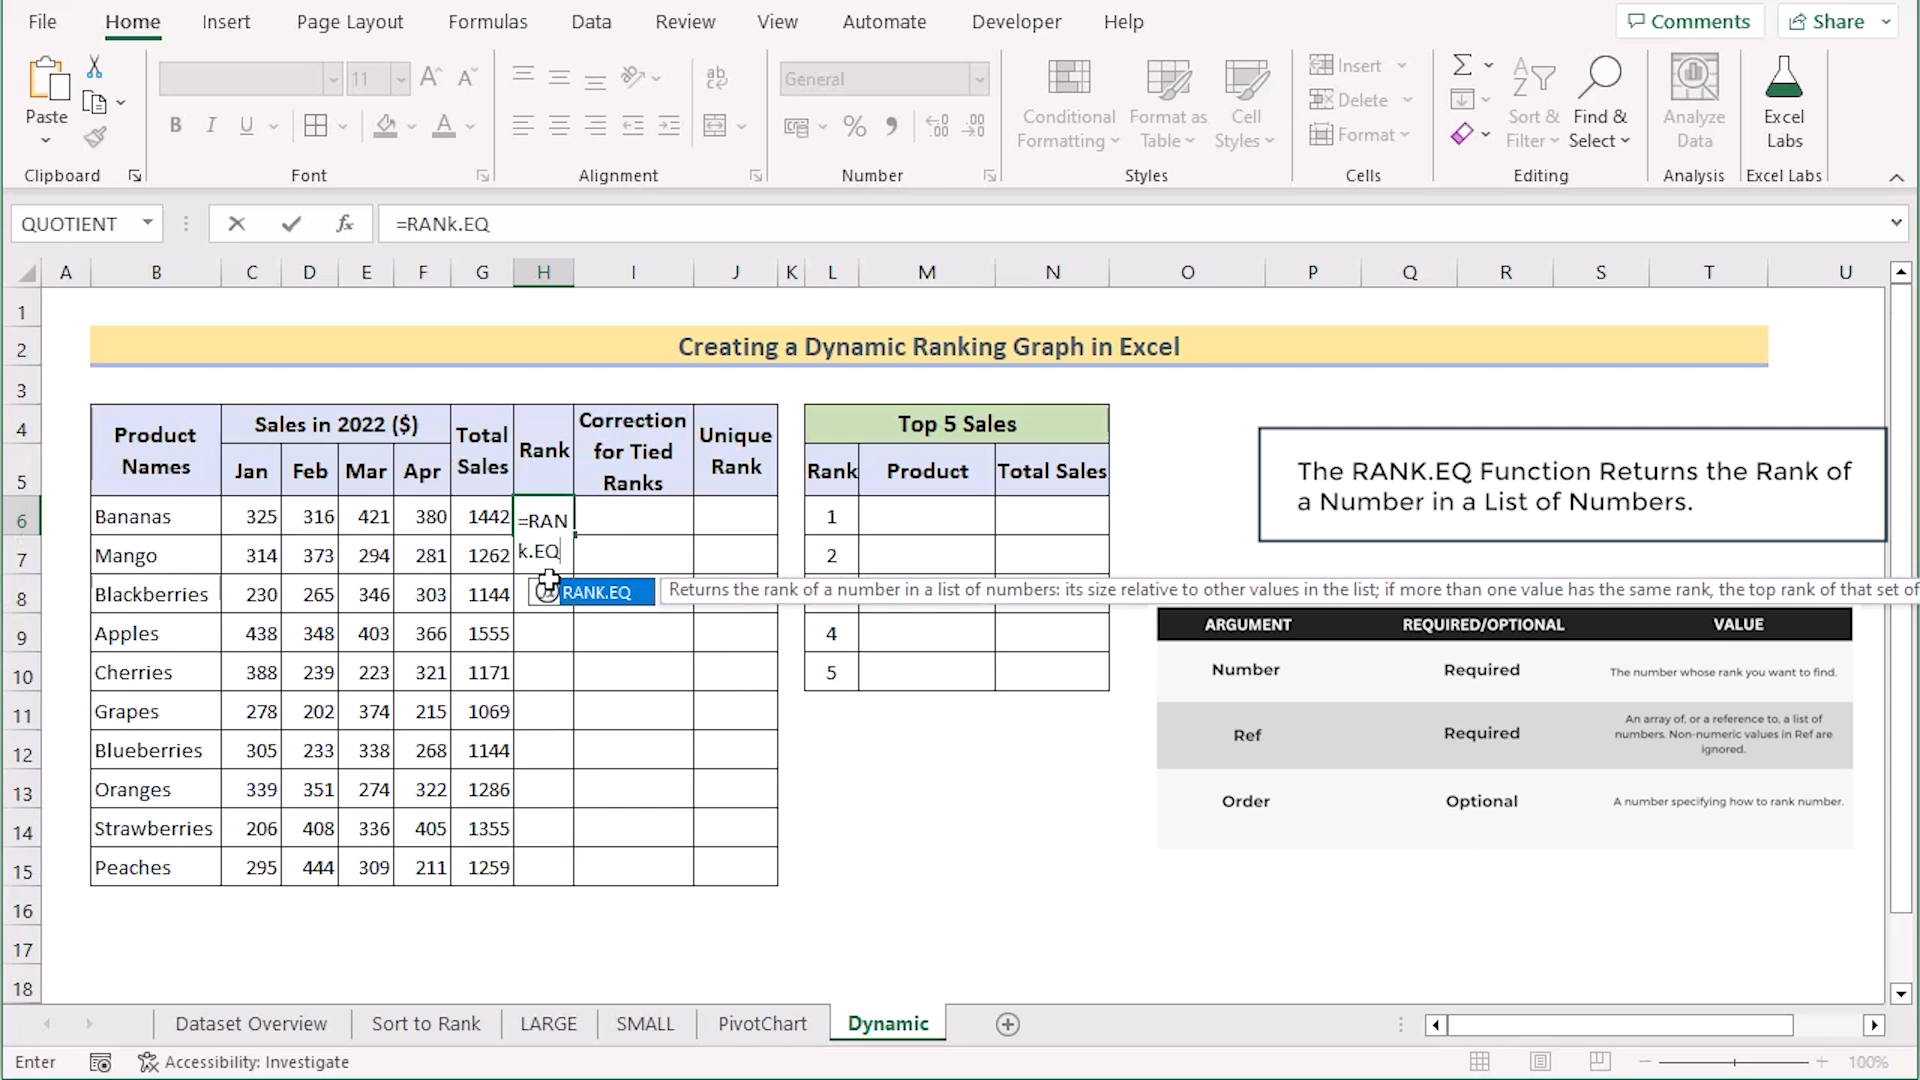 File Home Insert Page Layout Formulas Data Review View Automate Developer Help Comments Share
Paste
11
General
Conditional Formatting
Format as Table
Cell Styles
Insert
Delete
Format
Sort & Filter
Find & Select
Analyze Data
Excel Labs
Clipboard Font Alignment Number Styles Cells Editing Analysis Excel Labs
QUOTIENT =RANk.EQ
A B C D E F G H I J K L M N O P Q R S T U
1
2 Creating a Dynamic Ranking Graph in Excel
3
4
5
Product Names Sales in 2022 ($) Total Sales Rank Correction for Tied Ranks Unique Rank
Jan Feb Mar Apr
6 Bananas 325 316 421 380 1442 =RAN
k.EQ
7 Mango 314 373 294 281 1262
8 Blackberries 230 265 346 303 1144
9 Apples 438 348 403 366 1555
10 Cherries 388 239 223 321 1171
11 Grapes 278 202 374 215 1069
12 Blueberries 305 233 338 268 1144
13 Oranges 339 351 274 322 1286
14 Strawberries 206 408 336 405 1355
15 Peaches 295 444 309 211 1259
16
17
18
Top 5 Sales
Rank Product Total Sales
1
2
4
5
RANK.EQ
Returns the rank of a number in a list of numbers: its size relative to other values in the list; if more than one value has the same rank, the top rank of that set of
The RANK.EQ Function Returns the Rank of
a Number in a List of Numbers.
ARGUMENT REQUIRED/OPTIONAL VALUE
Number Required The number whose rank you want to find.
Ref Required An array of, or a reference to, a list of
numbers. Non-numeric values in Ref are
ignored.
Order Optional A number specifying how to rank number.
Dataset Overview Sort to Rank LARGE SMALL PivotChart Dynamic
Enter Accessibility: Investigate 100%